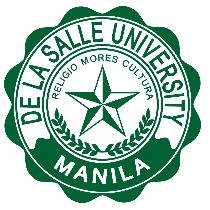 DE LA SALLE UNIVERSITY
RELIGIO MORES CULTURA
MANILA